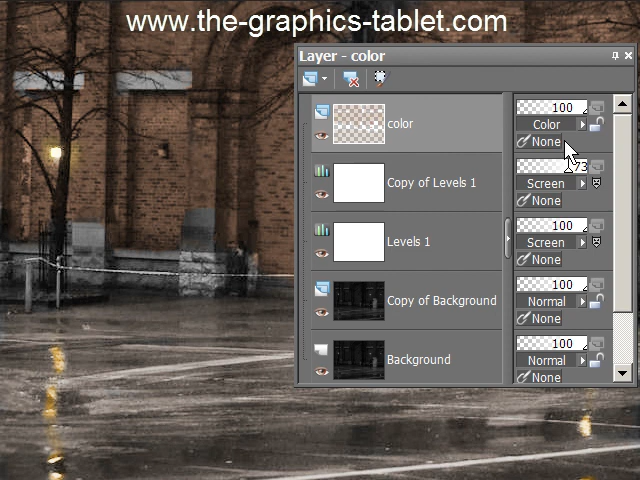 www.the-graphics-tablet.com
Layer - color
color
100
Color
None
Copy of Levels 1
73
Screen
None
Levels 1
100
Screen
None
Copy of Background
100
Normal
None
Background
100
Normal
None